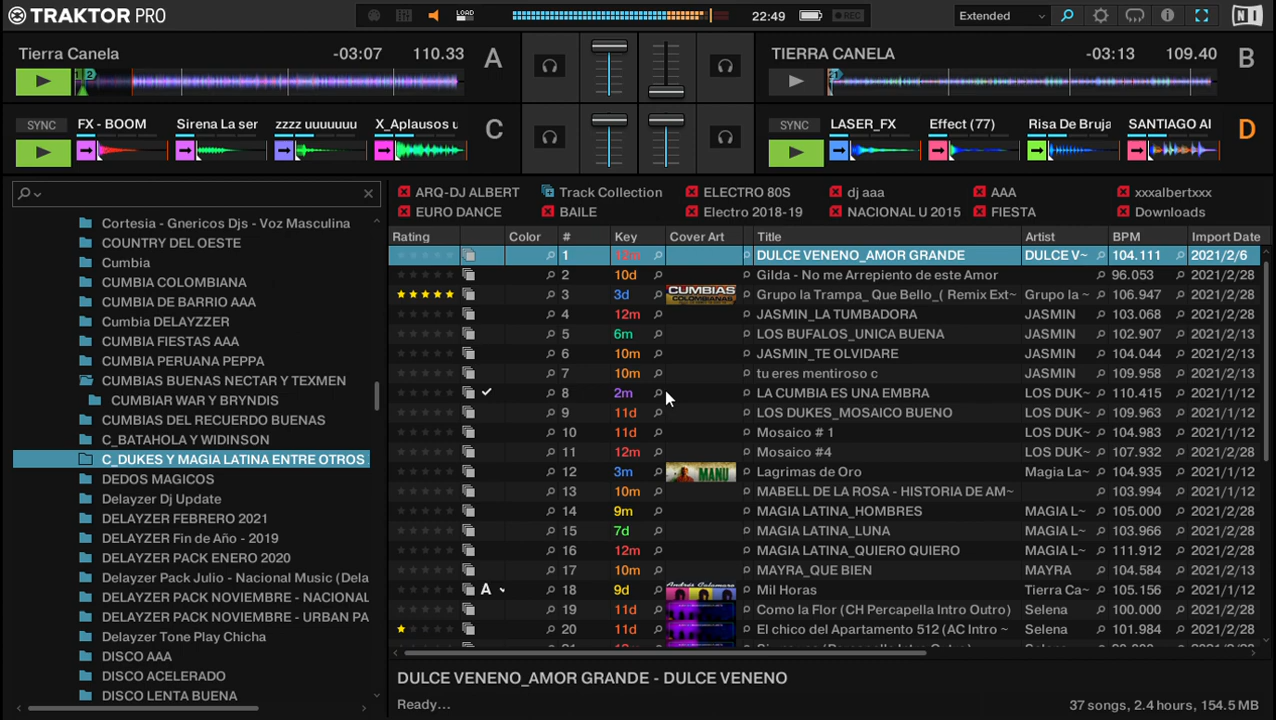 TRAKTOR PRO LOAD 22:49 REC Extended
Tierra Canela -03:07 110.33 A TIERRA CANELA -03:13 109.40 B
SYNC FX - BOOM Sirena La ser zzzz uuuuuuu X_Aplausos u C SYNC LASER_FX Effect (77) Risa De Bruja SANTIAGO AI D
ARQ-DJ ALBERT Track Collection ELECTRO 80S dj aaa AAA xxxalbertxxx
EURO DANCE BAILE Electro 2018-19 NACIONAL U 2015 FIESTA Downloads
Cortesia - Gnericos Djs - Voz Masculina
COUNTRY DEL OESTE
Cumbia
CUMBIA COLOMBIANA
CUMBIA DE BARRIO AAA
Cumbia DELAYZZER
CUMBIA FIESTAS AAA
CUMBIA PERUANA PEPPA
CUMBIAS BUENAS NECTAR Y TEXMEN
CUMBIAR WAR Y BRYNDIS
CUMBIAS DEL RECUERDO BUENAS
C_BATAHOLA Y WIDINSON
C_DUKES Y MAGIA LATINA ENTRE OTROS
DEDOS MAGICOS
Delayzer Dj Update
DELAYZER FEBRERO 2021
DELAYZER Fin de Año - 2019
DELAYZER PACK ENERO 2020
Delayzer Pack Julio - Nacional Music (Dela
DELAYZER PACK NOVIEMBRE - NACIONAL
DELAYZER PACK NOVIEMBRE - URBAN PA
Delayzer Tone Play Chicha
DISCO AAA
DISCO ACELERADO
DISCO LENTA BUENA
Rating Color # Key Cover Art Title Artist BPM Import Date
1 12m DULCE VENENO_AMOR GRANDE DULCE V~ 104.111 2021/2/6
2 10d Gilda - No me Arrepiento de este Amor 96.053 2021/2/28
3 3d CUMBIAS COLOMBIANAS Grupo la Trampa_ Que Bello_( Remix Ext~ Grupo la ~ 106.947 2021/2/28
4 12m JASMIN_LA TUMBADORA JASMIN 103.068 2021/2/28
5 6m LOS BUFALOS_UNICA BUENA JASMIN 102.907 2021/2/13
6 10m JASMIN_TE OLVIDARE JASMIN 104.044 2021/2/13
7 10m tu eres mentiroso c JASMIN 109.958 2021/2/13
8 2m LA CUMBIA ES UNA EMBRA LOS DUK~ 110.415 2021/1/12
9 11d LOS DUKES_MOSAICO BUENO LOS DUK~ 109.963 2021/1/12
10 11d Mosaico # 1 LOS DUK~ 104.983 2021/1/12
11 12m Mosaico #4 LOS DUK~ 107.932 2021/2/28
12 3m MANU Lagrimas de Oro Magia La~ 104.935 2021/1/12
13 10m MABELL DE LA ROSA - HISTORIA DE AM~ 103.994 2021/1/12
14 9m MAGIA LATINA_HOMBRES MAGIA L~ 105.000 2021/2/28
15 7d MAGIA LATINA_LUNA MAGIA L~ 103.966 2021/1/12
16 12m MAGIA LATINA_QUIERO QUIERO MAGIA L~ 111.912 2021/2/28
17 10m MAYRA_QUE BIEN MAYRA 104.584 2021/1/12
A 18 9d Mil Horas Tierra Ca~ 105.156 2021/1/12
19 11d Como la Flor (CH Percapella Intro Outro) Selena 2021/2/28
20 11d El chico del Apartamento 512 (AC Intro ~ Selena 2021/2/28
DULCE VENENO_AMOR GRANDE - DULCE VENENO
Ready... 37 songs, 2.4 hours, 154.5 MB